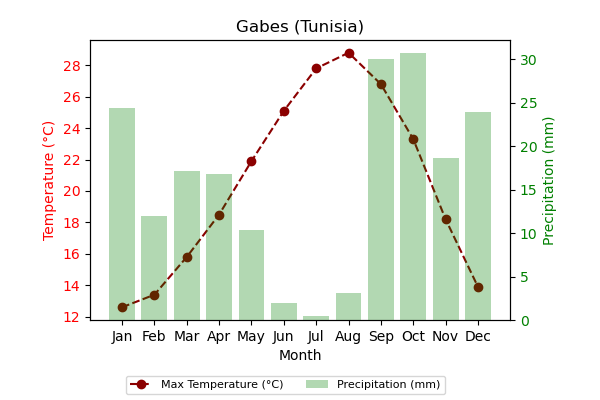 Gabes (Tunisia)
Temperature (°C)
28
26
24
22
20
18
16
14
12
30
25
20
15
10
5
0
Precipitation (mm)
Jan Feb Mar Apr May Jun Jul Aug Sep Oct Nov Dec
Month
Max Temperature (°C) Precipitation (mm)